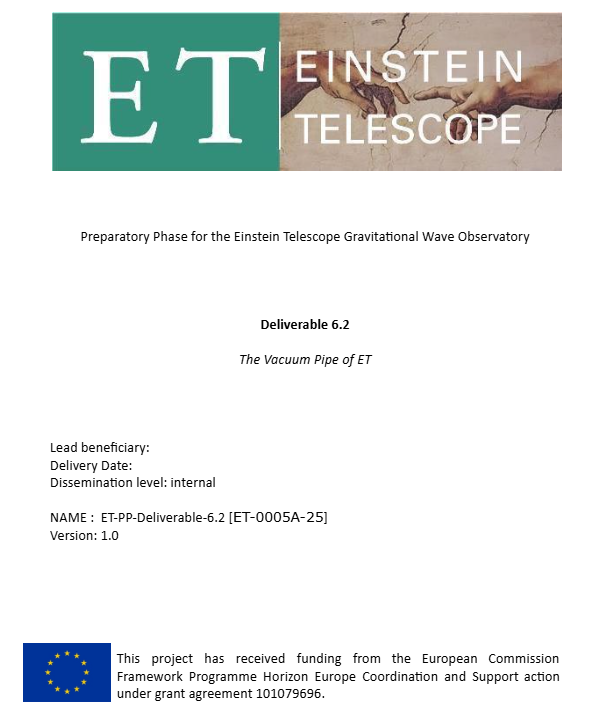 ET EINSTEIN
TELESCOPE
Preparatory Phase for the Einstein Telescope Gravitational Wave Observatory
Deliverable 6.2
The Vacuum Pipe of ET
Lead beneficiary:
Delivery Date:
Dissemination level: internal
NAME : ET-PP-Deliverable-6.2 [ET-0005A-25]
Version: 1.0
This project has received funding from the European Commission
Framework Programme Horizon Europe Coordination and Support action
under grant agreement 101079696.